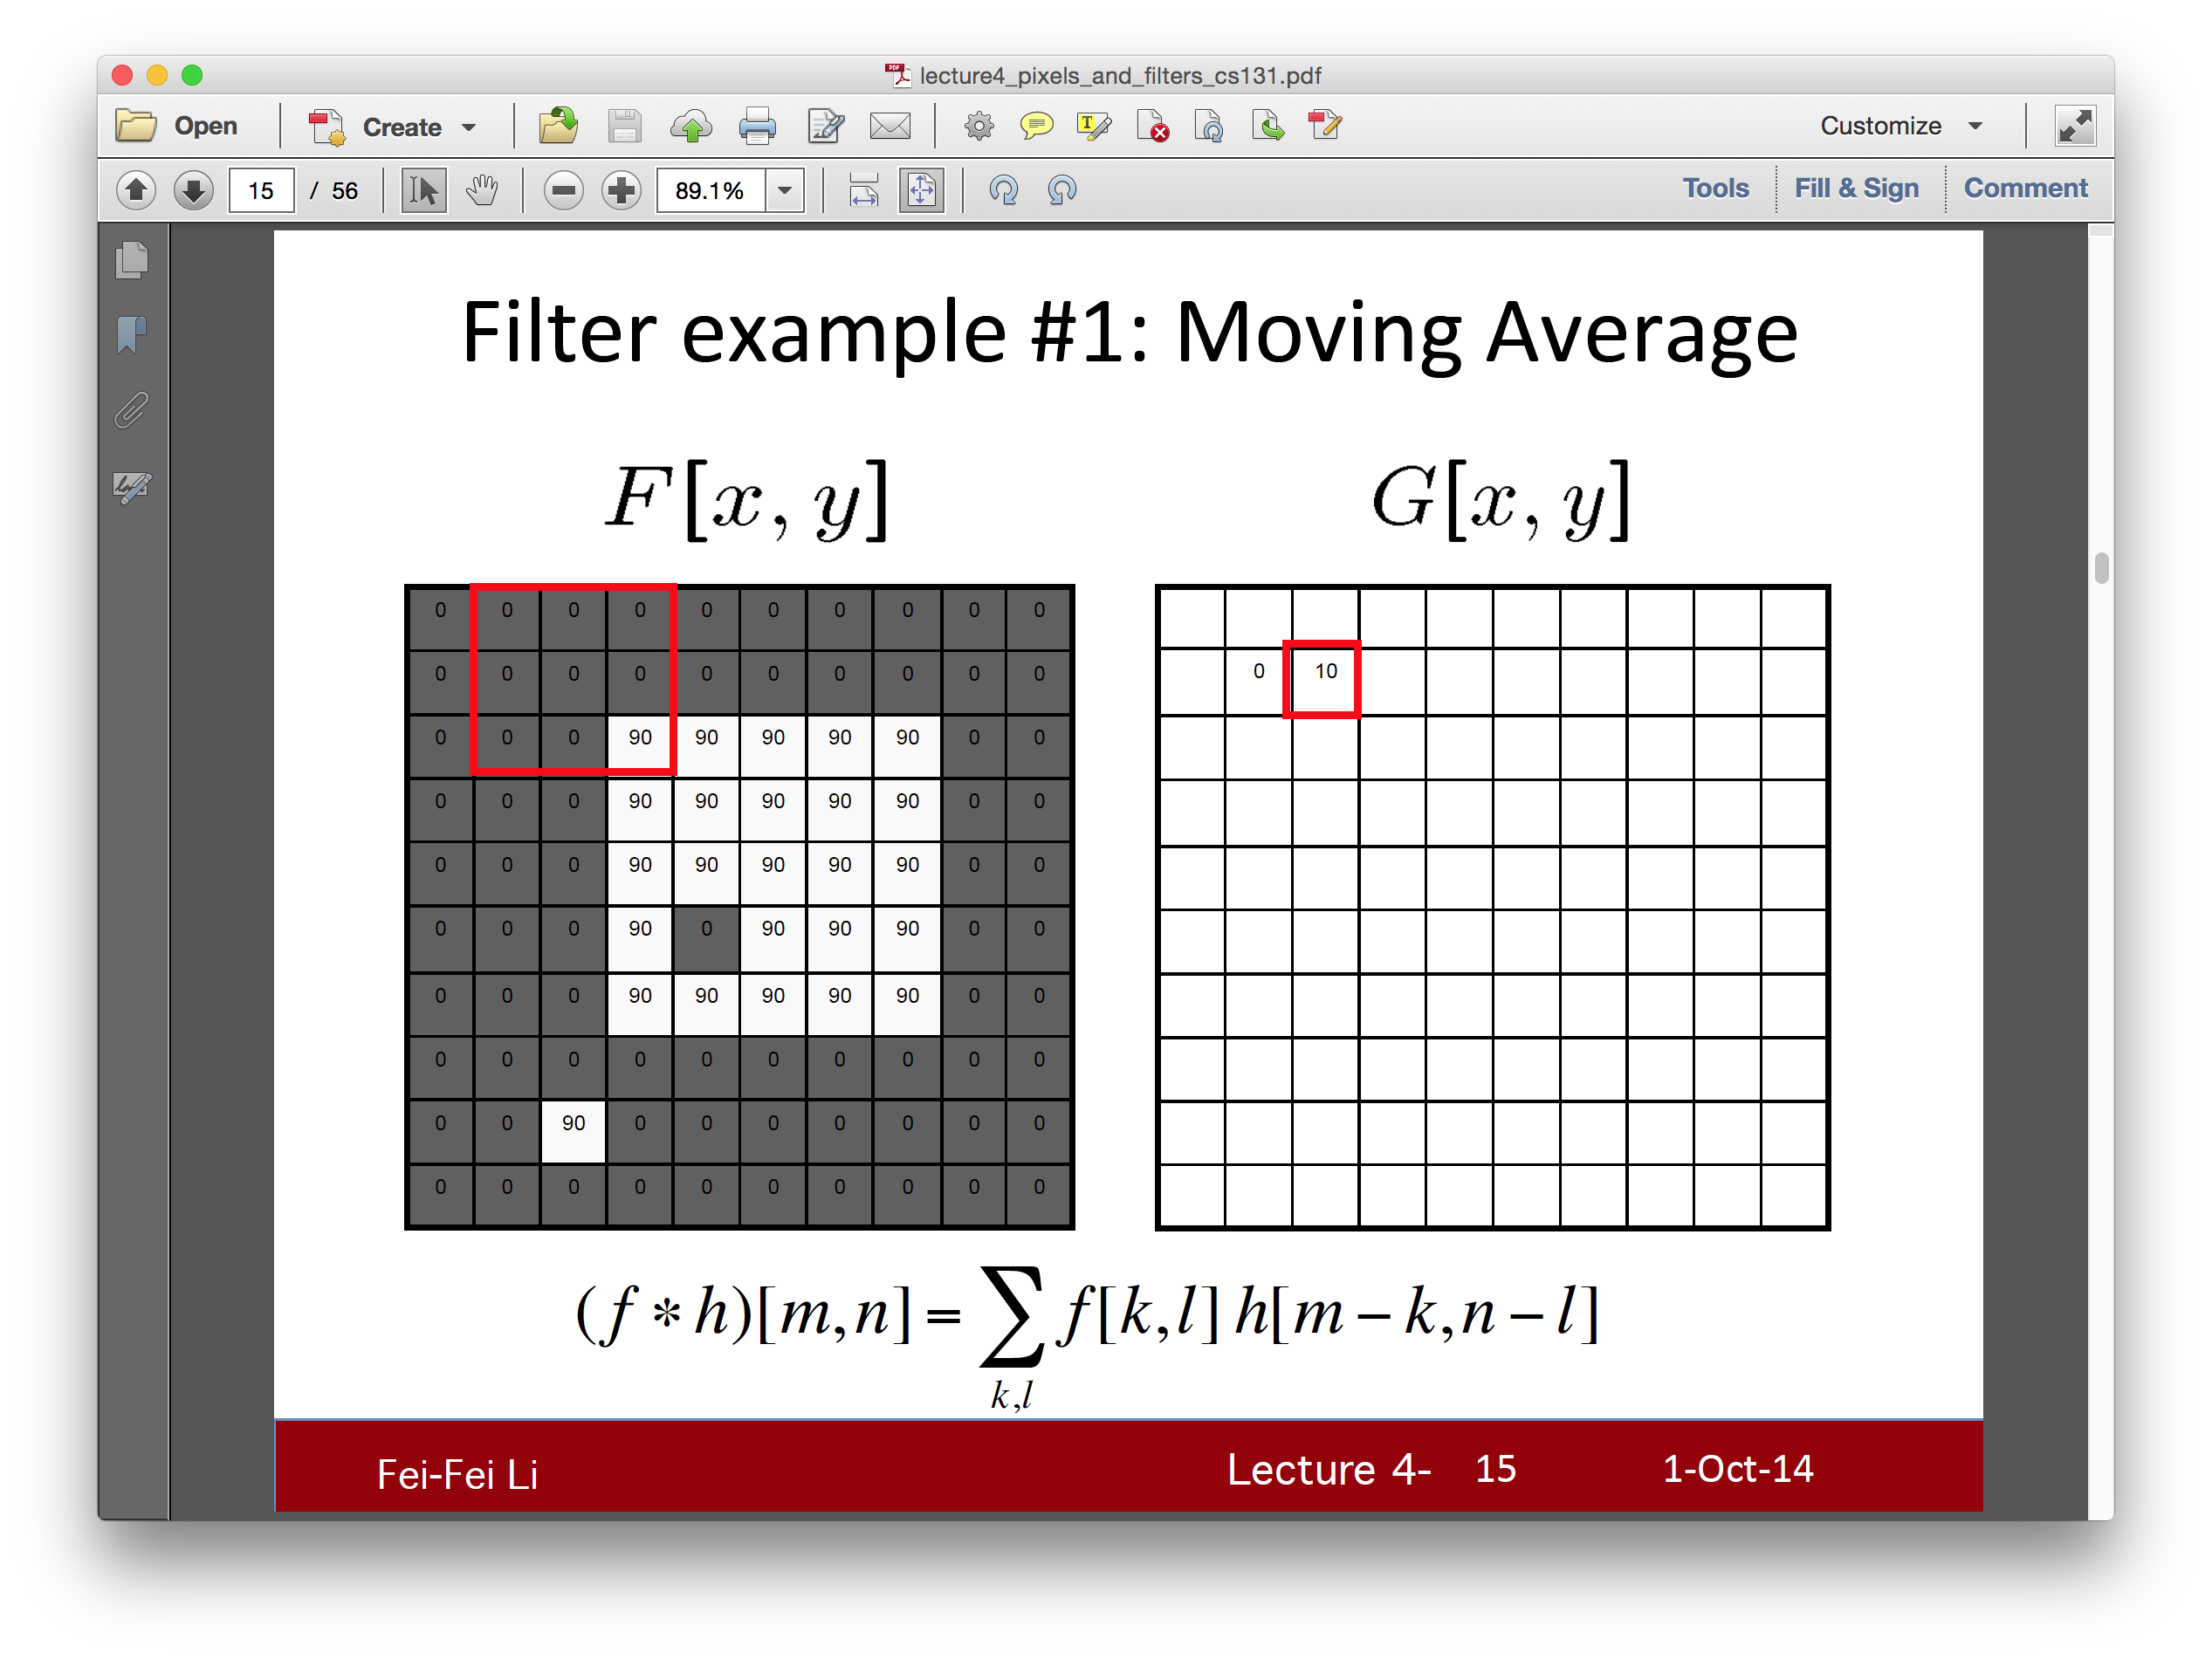 lecture4_pixels_and_filters_cs131.pdf
Open Create Customize
15 / 56 89.1% Tools Fill & Sign Comment
Filter example #1: Moving Average
F[x, y] G[x, y]
0 0 0 0 0 0 0 0 0 0
0 0 0 0 0 0 0 0 0 0 0 10
0 0 0 90 90 90 90 90 0 0
0 0 0 90 90 90 90 90 0 0
0 0 0 90 90 90 90 90 0 0
0 0 0 90 0 90 90 90 0 0
0 0 0 90 90 90 90 90 0 0
0 0 0 0 0 0 0 0 0 0
0 0 90 0 0 0 0 0 0 0
0 0 0 0 0 0 0 0 0 0
(f ∗ h)[m,n] = ∑ f[k,l] h[m − k,n − l]
k,l
Fei-Fei Li Lecture 4- 15 1-Oct-14